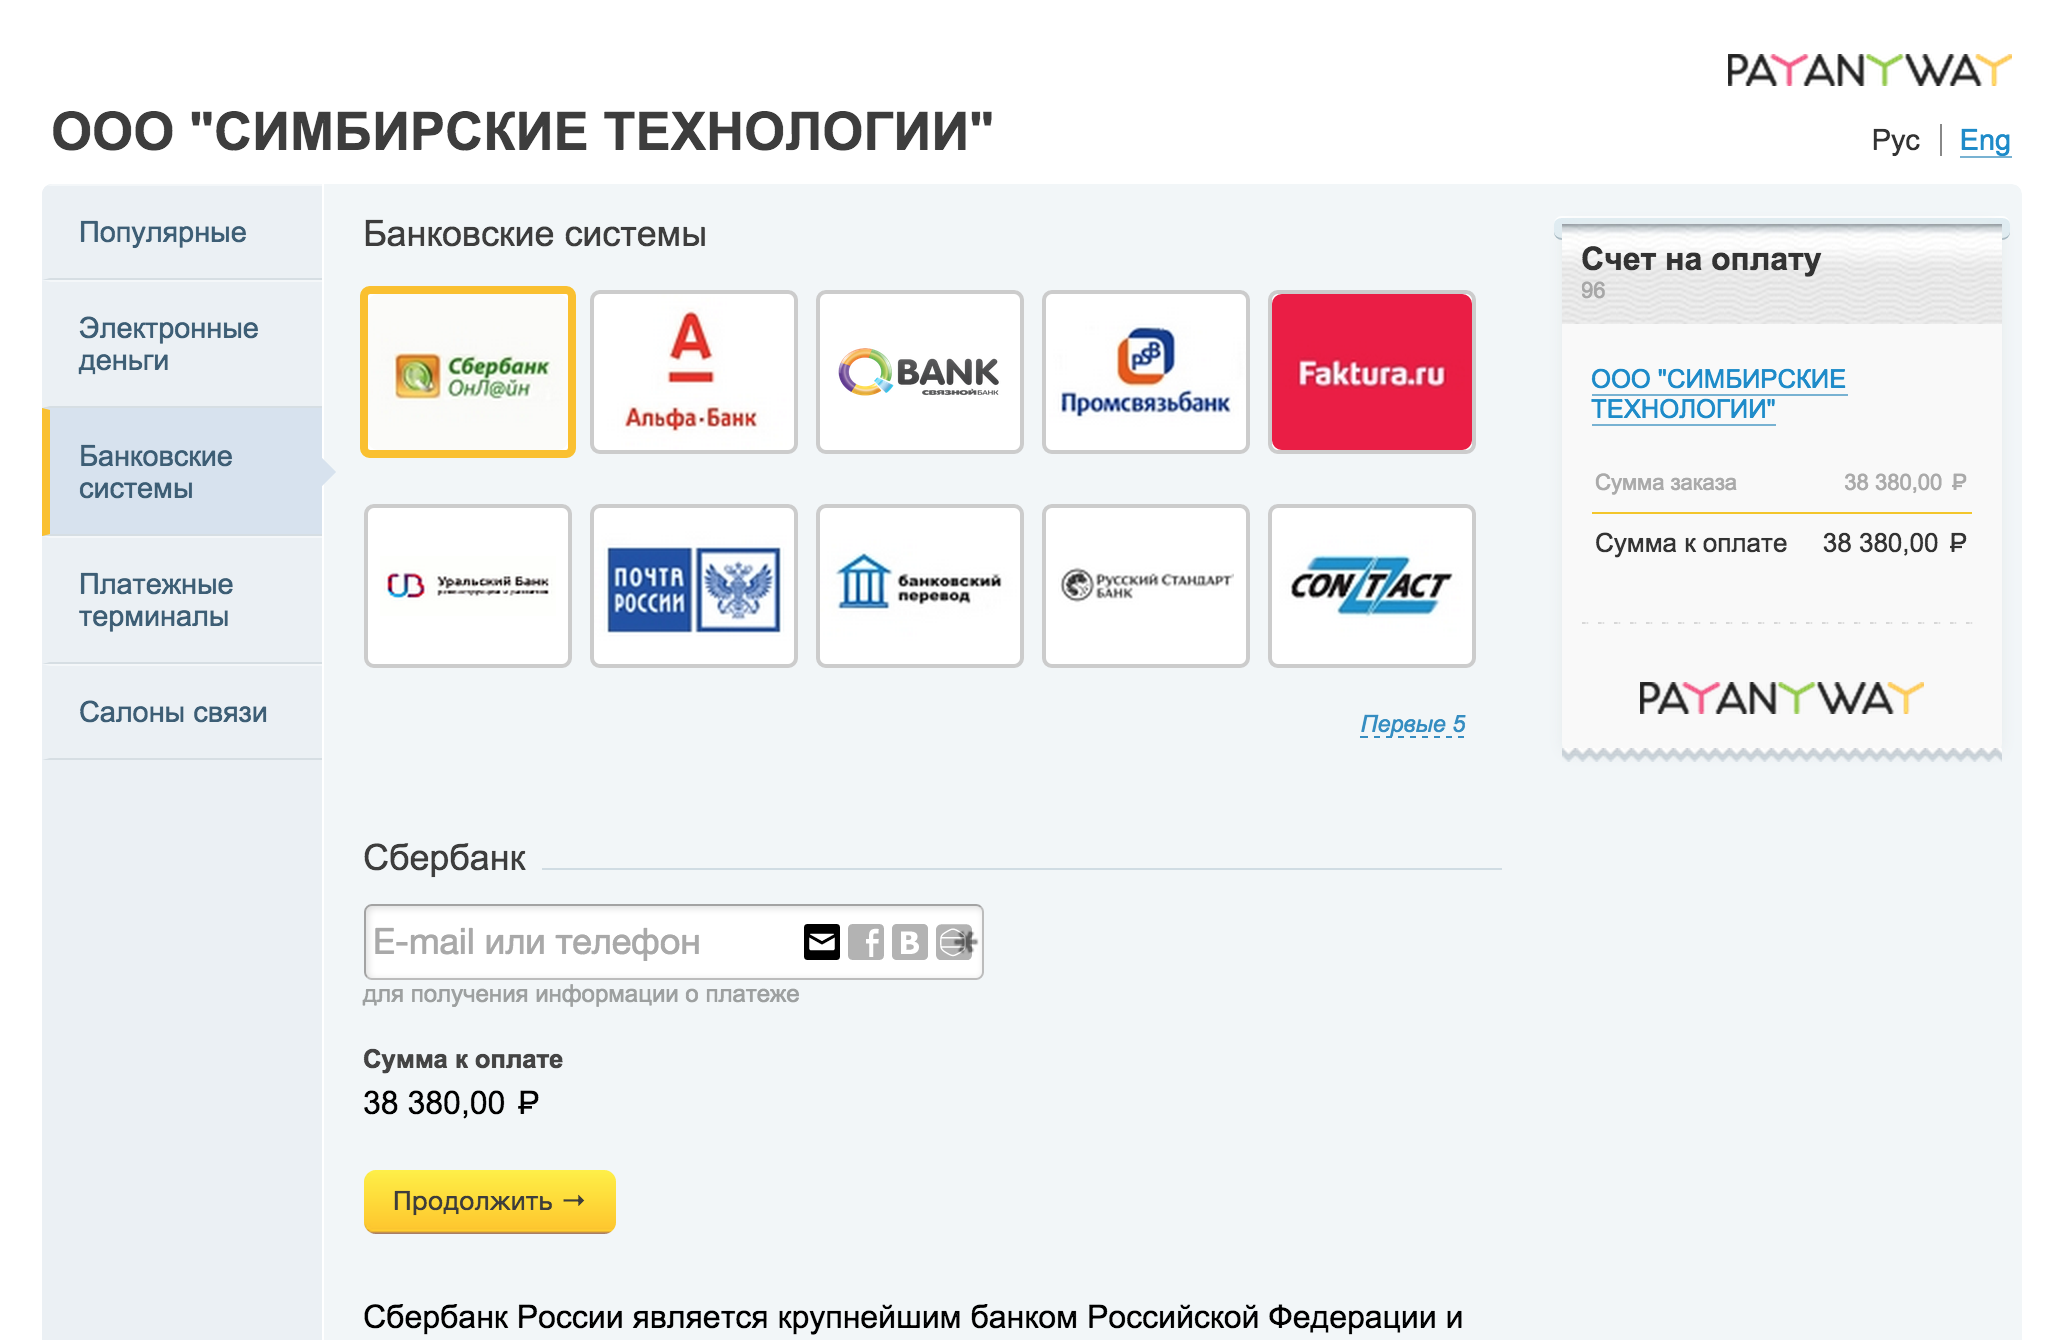 PAYANYWAY
ООО "СИМБИРСКИЕ ТЕХНОЛОГИИ"
Рус
Eng
Популярные
Электронные
деньги
Банковские
системы
Платежные
терминалы
Салоны связи
Банковские системы
Сбербанк
ОнЛ@йн
А
Альфа·Банк
QBANK
СВЯЗНОЙ БАНК
PSB
Промсвязьбанк
Faktura.ru
Уральский Банк
реконструкции и развития
ПОЧТА
РОССИИ
банковский
перевод
РУССКИЙ СТАНДАРТ
БАНК
CONTACT
Первые 5
Сбербанк
E-mail или телефон
для получения информации о платеже
Сумма к оплате
38 380,00 ₽
Продолжить →
Сбербанк России является крупнейшим банком Российской Федерации и
Счет на оплату
96
ООО "СИМБИРСКИЕ
ТЕХНОЛОГИИ"
Сумма заказа 38 380,00 ₽
Сумма к оплате 38 380,00 ₽
PAYANYWAY